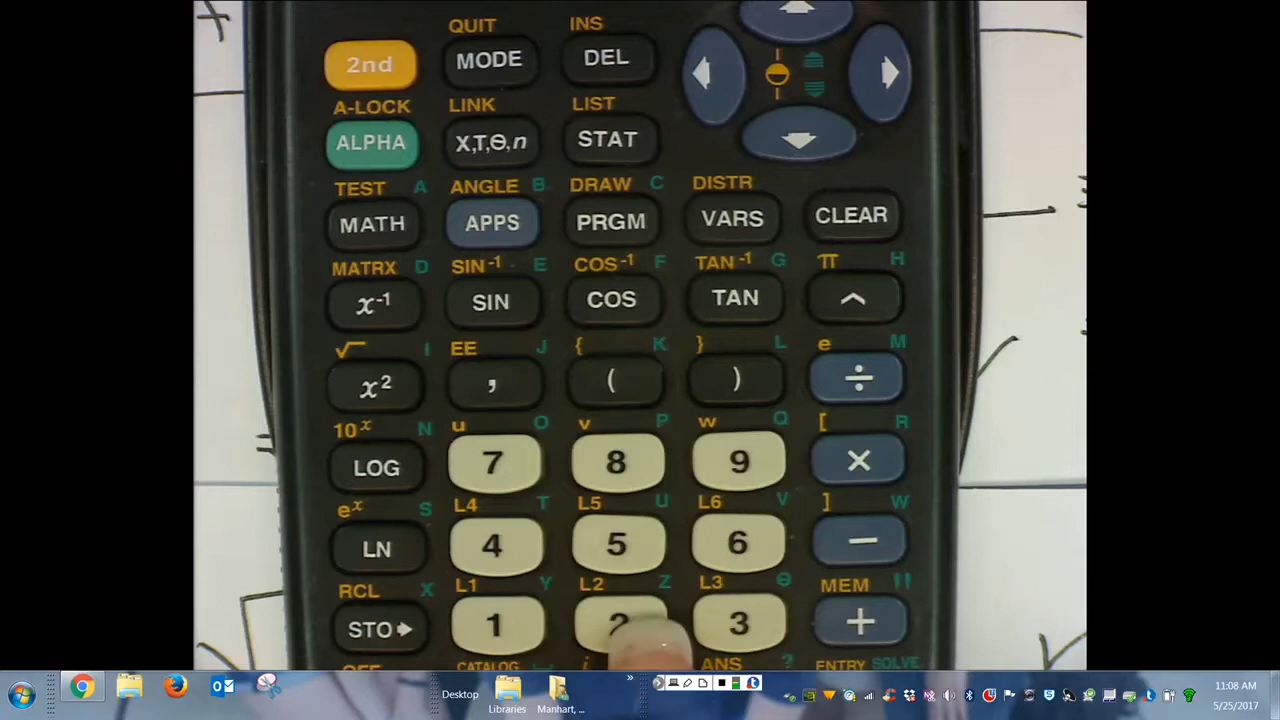 QUIT INS
2nd MODE DEL
A-LOCK LINK LIST
ALPHA X,T,Θ,n STAT
TEST A ANGLE B DRAW C DISTR
MATH APPS PRGM VARS CLEAR
MATRX D SIN⁻¹ E COS⁻¹ F TAN⁻¹ G π H
x⁻¹ SIN COS TAN ^
√‾ I EE J { K } L e M
x² , ( ) ÷
10ˣ N u O v P w Q [ R
LOG 7 8 9 ×
eˣ S L4 T L5 U L6 V ] W
LN 4 5 6 −
RCL X L1 Y L2 Z L3 Θ MEM "
STO➔ 1 2 3 +
OFF CATALOG i ANS ? ENTRY SOLVE
Desktop Libraries Manhart, ... »
11:08 AM
5/25/2017